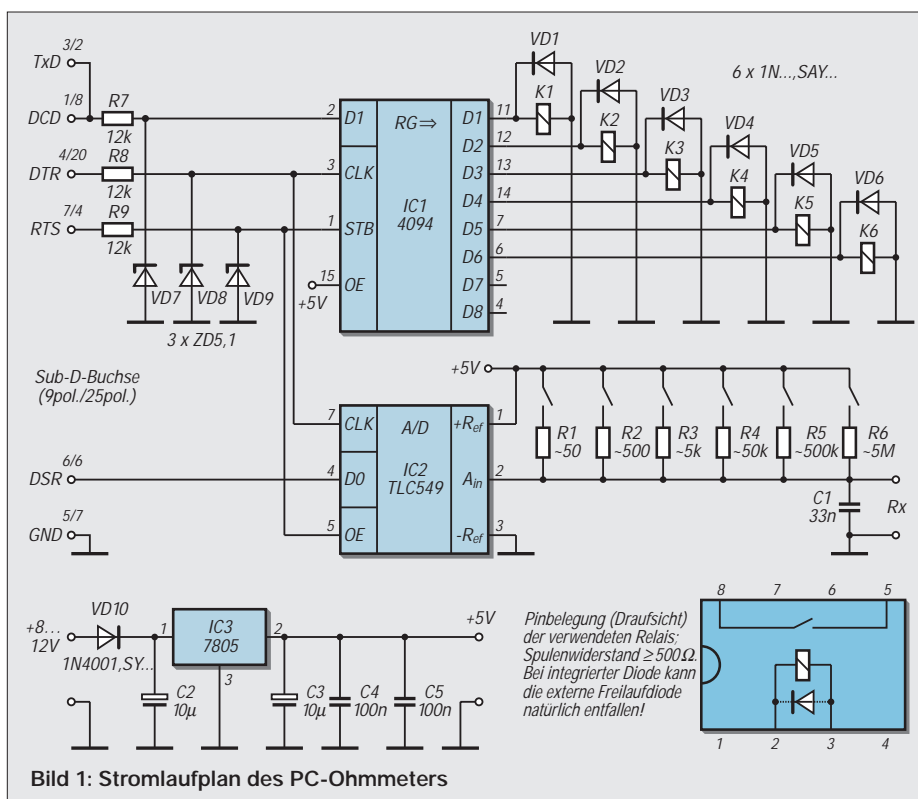 TxD 3/2
DCD 1/8
R7
12k
DTR 4/20
R8
12k
RTS 7/4
R9
12k
VD7
VD8
VD9
3 x ZD5,1
2
3
1
15
+5V
D1
CLK
STB
OE
RG⇒
IC1
4094
D1
D2
D3
D4
D5
D6
D7
D8
11
12
13
14
7
6
5
4
VD1
K1
VD2
K2
VD3
K3
VD4
K4
VD5
K5
VD6
K6
6 x 1N...,SAY...
Sub-D-Buchse
(9pol./25pol.)
DSR 6/6
GND 5/7
7
4
5
CLK
D0
OE
A/D
IC2
TLC549
+Ref
Ain
-Ref
1
2
3
+5V
R1
~50
R2
~500
R3
~5k
R4
~50k
R5
~500k
R6
~5M
C1
33n
Rx
+8...
12V
VD10
1N4001,SY...
1
IC3
7805
2
3
C2
10µ
C3
10µ
C4
100n
C5
100n
+5V
Pinbelegung (Draufsicht)
der verwendeten Relais;
Spulenwiderstand ≥500Ω.
Bei integrierter Diode kann
die externe Freilaufdiode
natürlich entfallen!
8 7 6 5
1 2 3 4
Bild 1: Stromlaufplan des PC-Ohmmeters